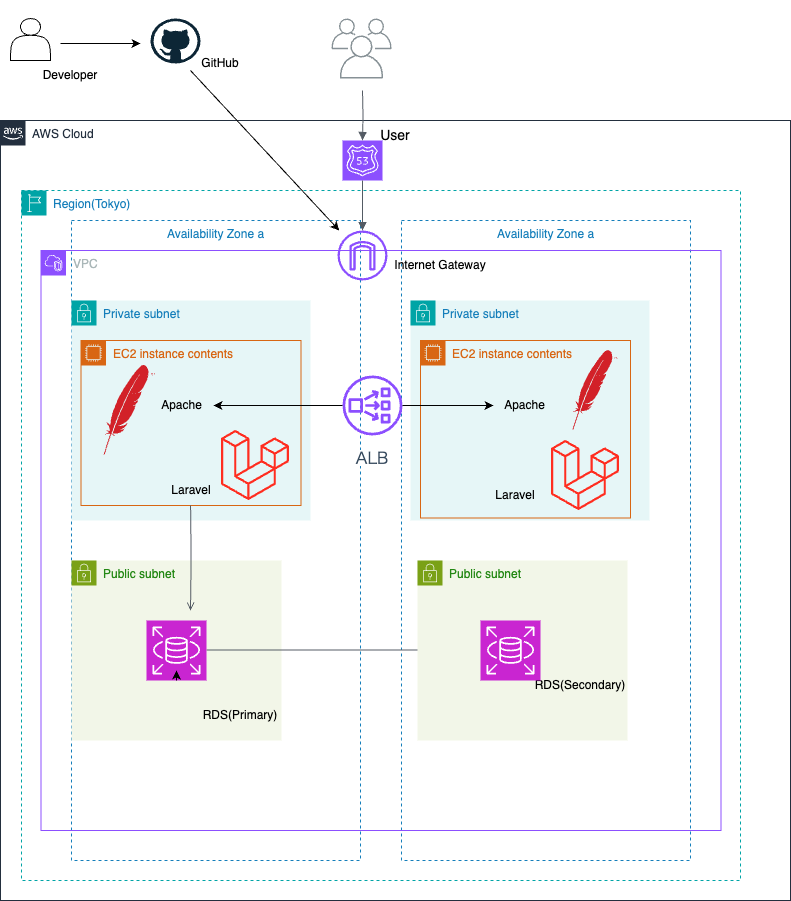 Developer
GitHub
aws
AWS Cloud
User
53
Region(Tokyo)
Availability Zone a
Availability Zone a
VPC
Internet Gateway
Private subnet
Private subnet
EC2 instance contents
EC2 instance contents
Apache
Apache
ALB
Laravel
Laravel
Public subnet
Public subnet
RDS(Secondary)
RDS(Primary)